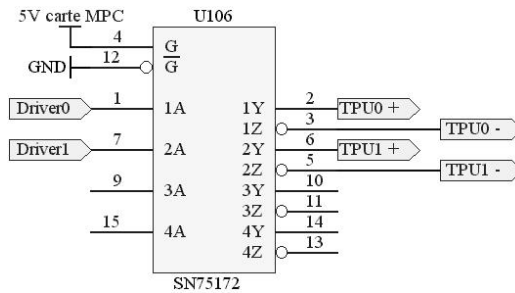 5V carte MPC
U106
4
G
GND
12
G
Driver0
1
1A
1Y
2
TPU0 +
1Z
3
TPU0 -
Driver1
7
2A
2Y
6
TPU1 +
2Z
5
TPU1 -
9
3A
3Y
10
3Z
11
15
4A
4Y
14
4Z
13
SN75172